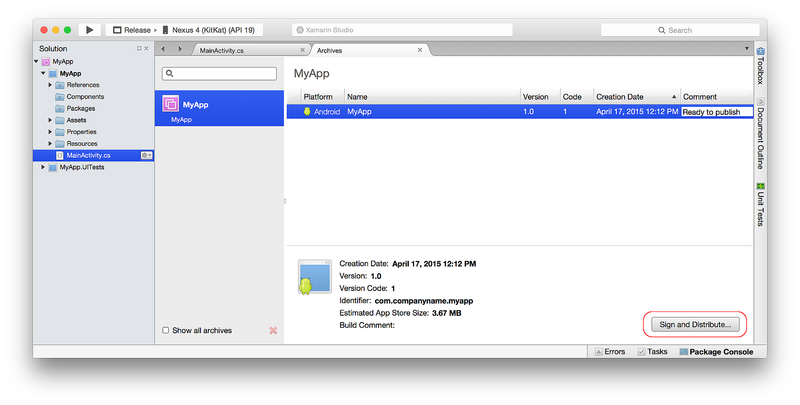 Release
Nexus 4 (KitKat) (API 19)
Xamarin Studio
Search
Solution
MainActivity.cs
Archives
MyApp
MyApp
References
Components
Packages
Assets
Properties
Resources
MainActivity.cs
MyApp.UITests
MyApp
MyApp
Show all archives
MyApp
Platform Name Version Code Creation Date Comment
Android MyApp 1.0 1 April 17, 2015 12:12 PM Ready to publish
Creation Date: April 17, 2015 12:12 PM
Version: 1.0
Version Code: 1
Identifier: com.companyname.myapp
Estimated App Store Size: 3.67 MB
Build Comment:
Sign and Distribute...
Toolbox
Document Outline
Unit Tests
Errors
Tasks
Package Console